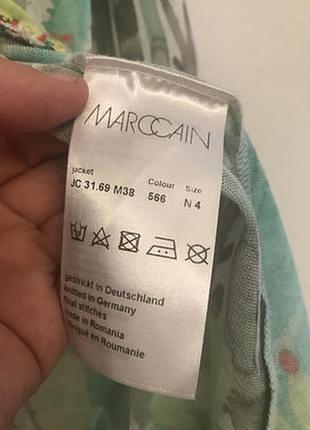 MARCCAIN
jacket Colour Size
JC 31.69 M38 566 N 4
gestrickt in Deutschland
knitted in Germany
final stitches
made in Romania
fabriqué en Roumanie